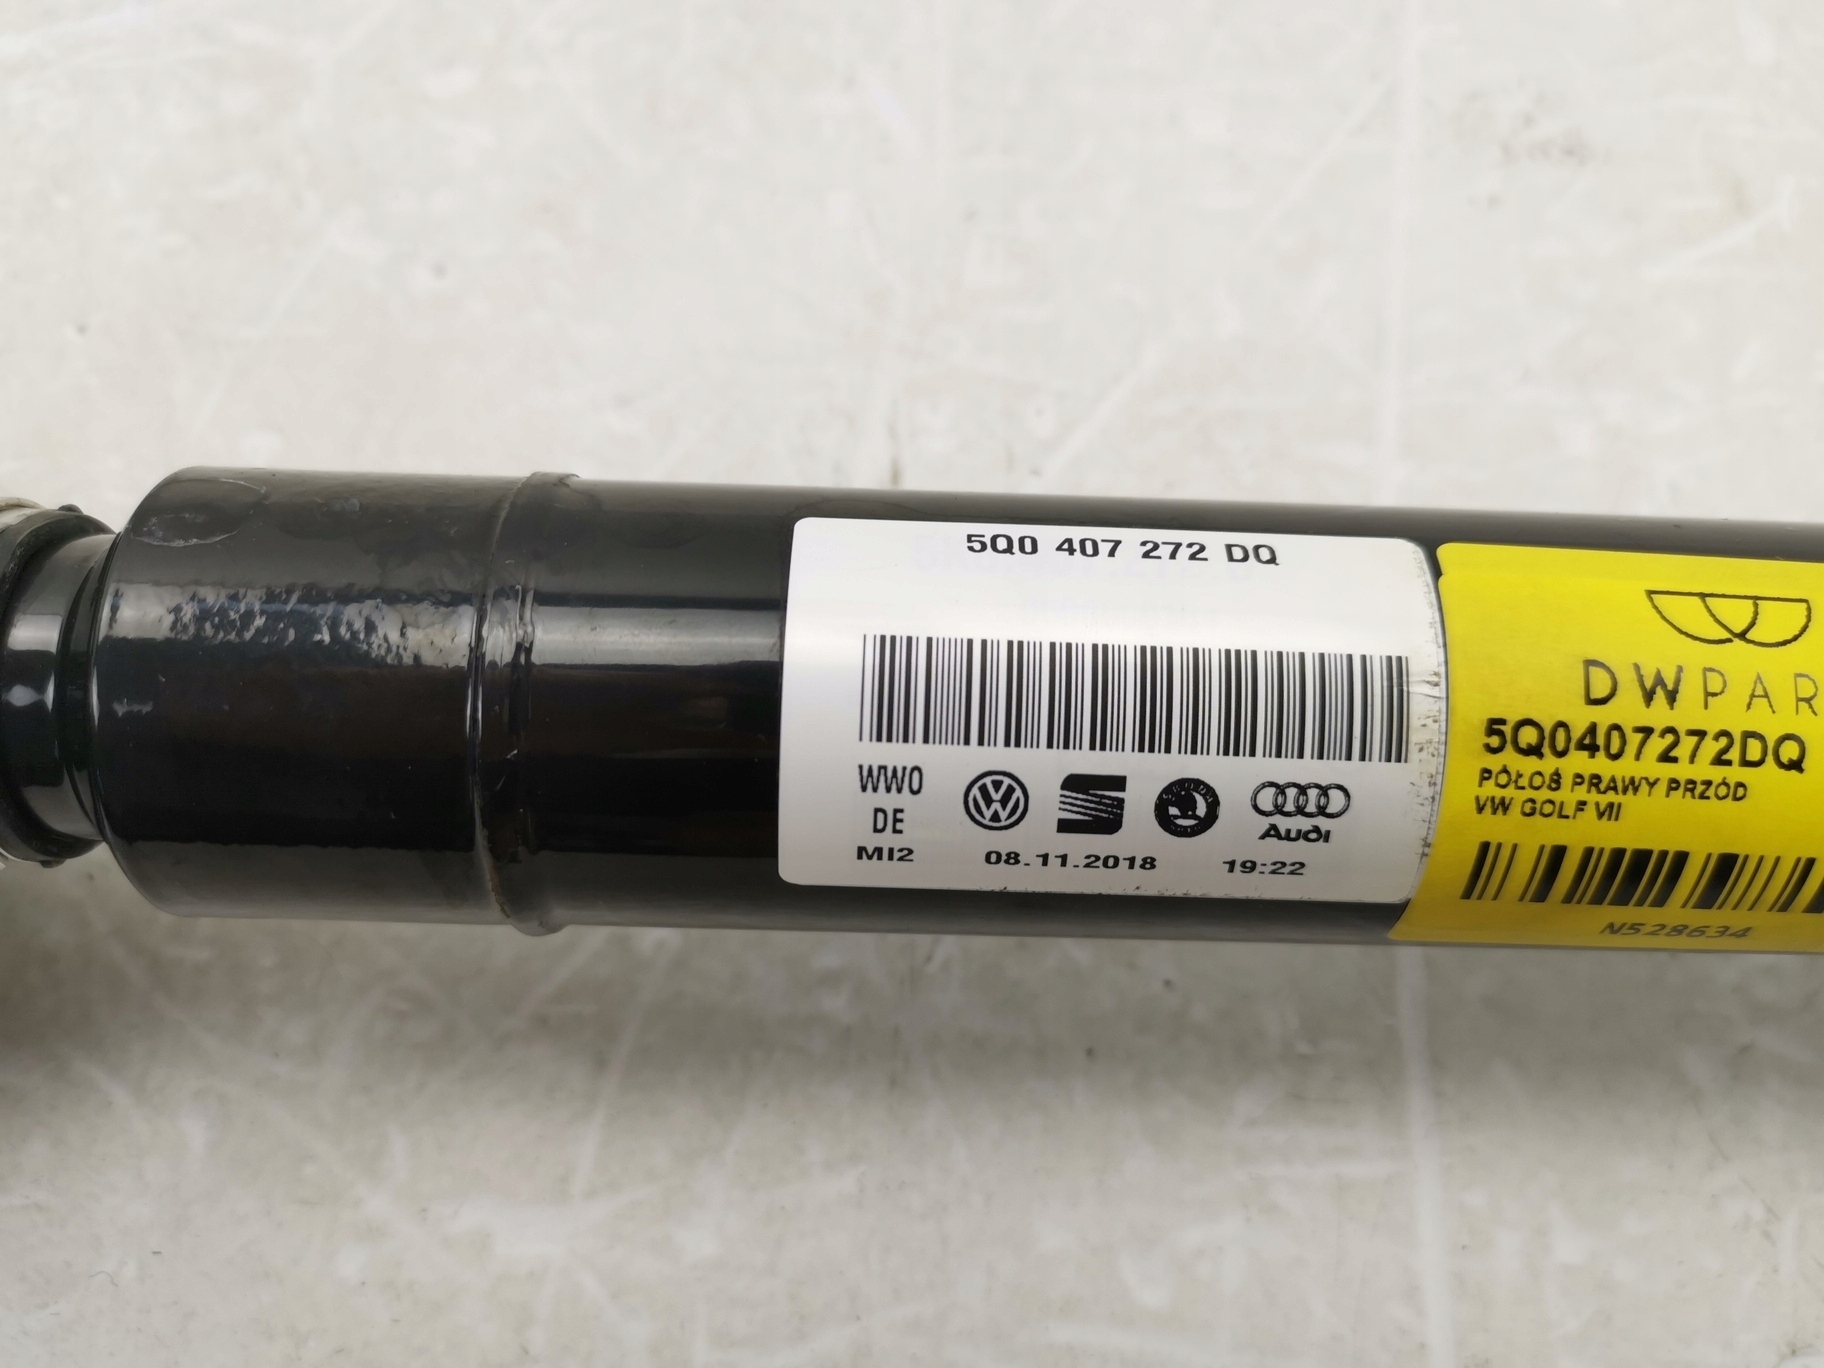 5Q0 407 272 DQ
WW0
DE
Audi
MI2 08.11.2018 19:22
DWPAR
5Q0407272DQ
PÓŁOŚ PRAWY PRZÓD
VW GOLF VII
N528634